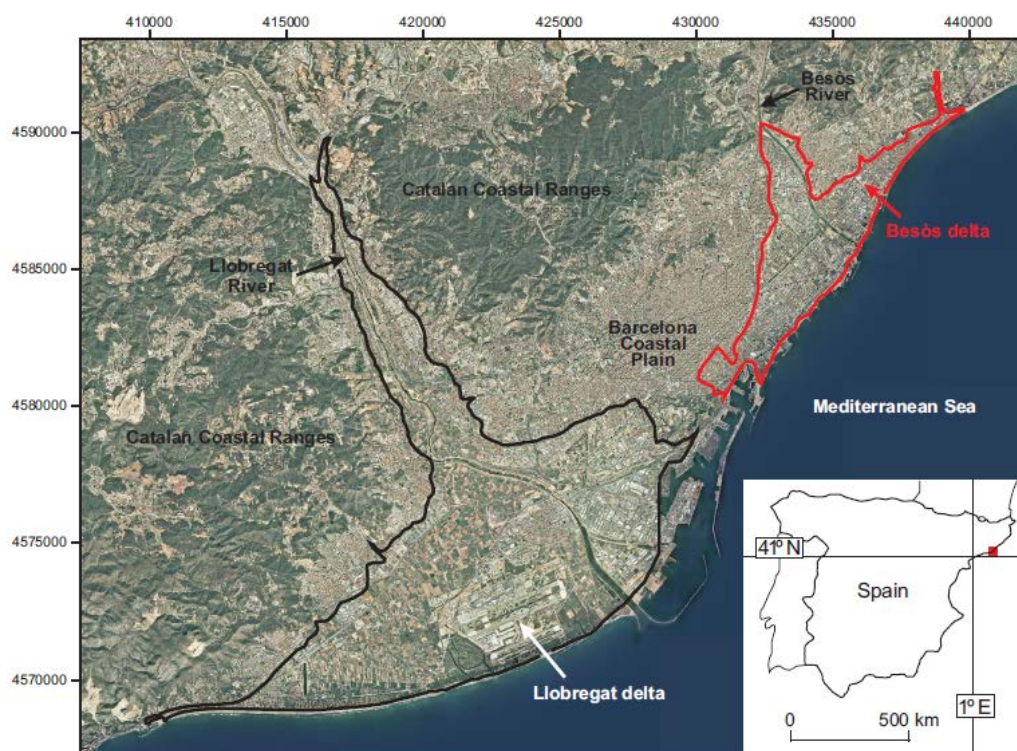 410000
415000
420000
425000
430000
435000
440000
Besòs
River
4590000
Catalan Coastal Ranges
Besòs delta
4585000
Llobregat
River
Barcelona
Coastal
Plain
4580000
Mediterranean Sea
Catalan Coastal Ranges
4575000
41º N
Spain
4570000
Llobregat delta
1º E
0
500 km